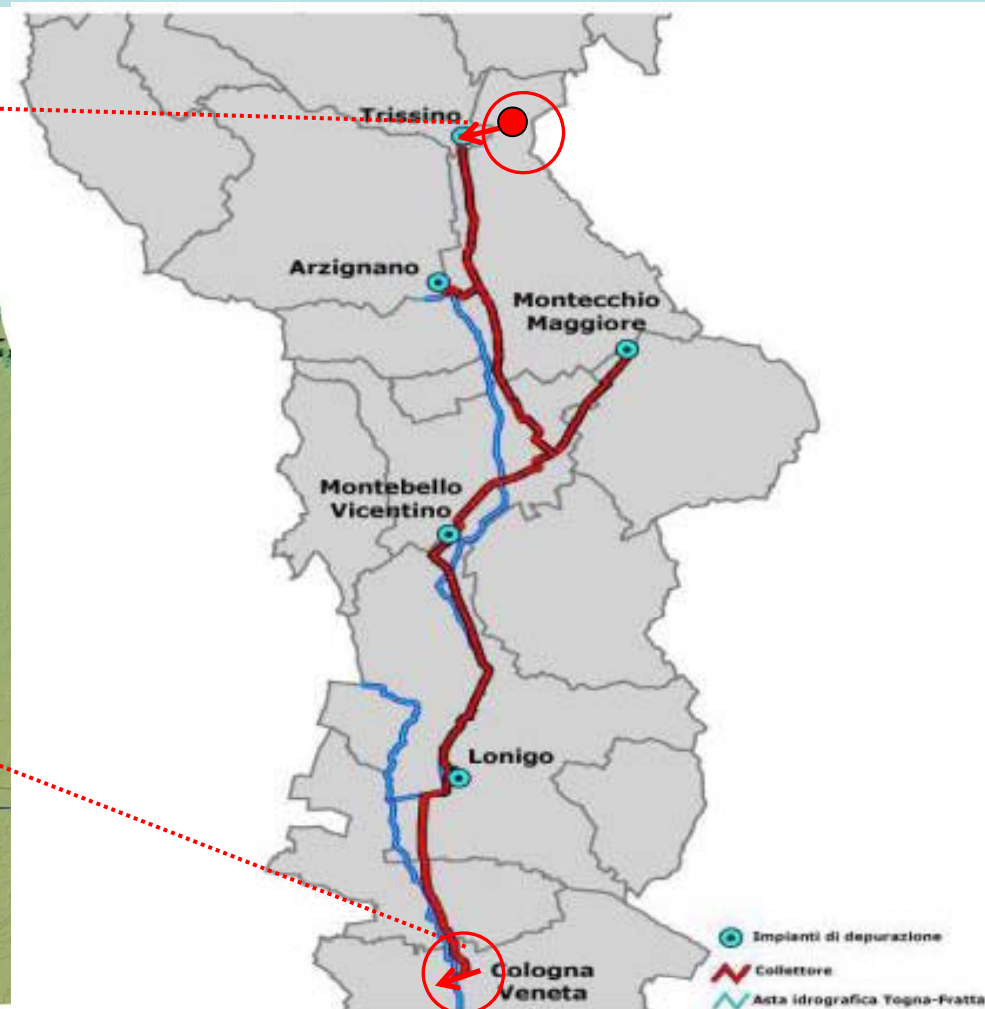 Trissino
Arzignano
Montecchio
Maggiore
Montebello
Vicentino
Lonigo
Cologna
Veneta
Impianti di depurazione
Collettore
Asta idrografica Togna-Fratta